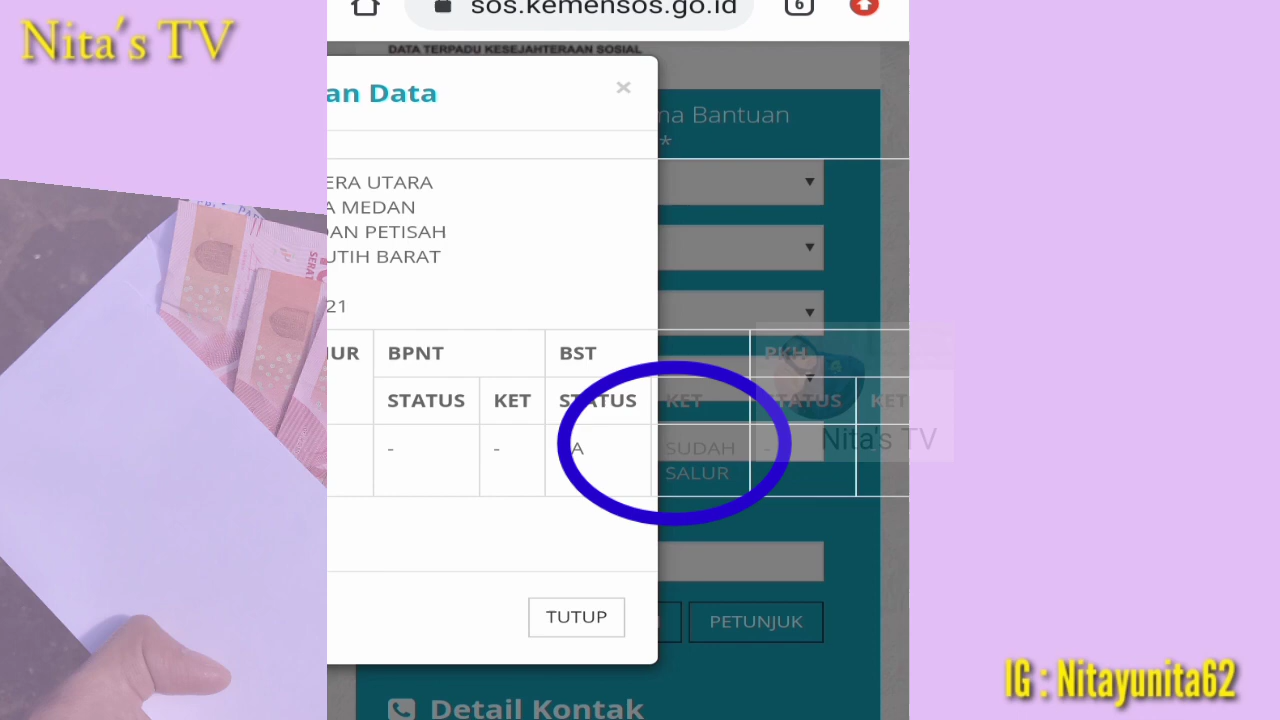 Nita's TV
sos.kemensos.go.id
6
DATA TERPADU KESEJAHTERAAN SOSIAL
an Data
×
ma Bantuan
*
ERA UTARA
A MEDAN
AN PETISAH
UTIH BARAT
21
UR BPNT BST PKH
STATUS KET STATUS KET STATUS KET
- - A SUDAH SALUR - -
Nita's TV
TUTUP
PETUNJUK
Detail Kontak
IG : Nitayunita62